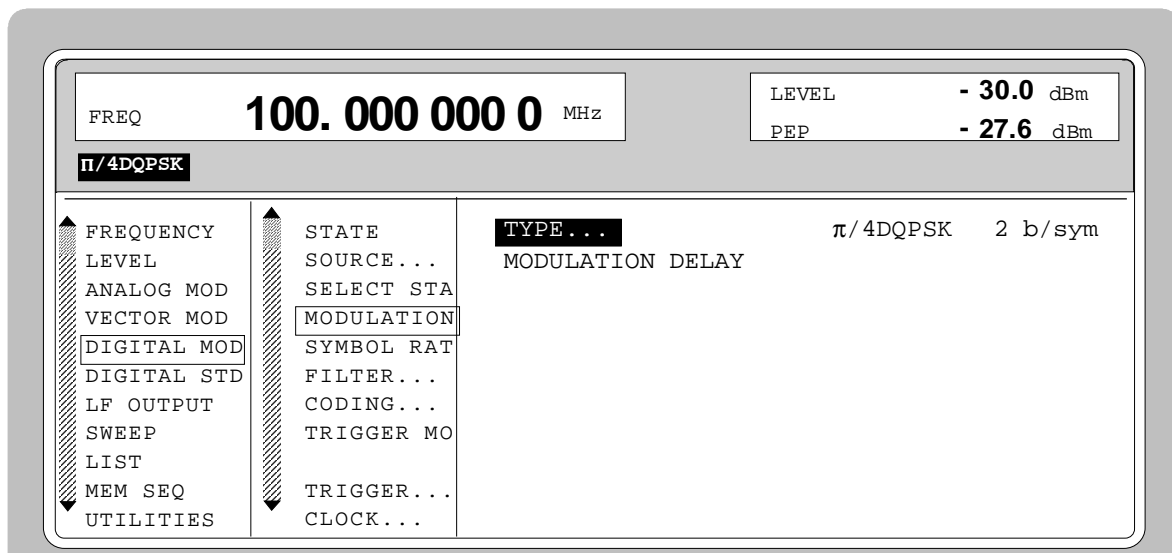 FREQ 100. 000 000 0 MHz
LEVEL - 30.0 dBm
PEP - 27.6 dBm
π/4DQPSK
FREQUENCY
LEVEL
ANALOG MOD
VECTOR MOD
DIGITAL MOD
DIGITAL STD
LF OUTPUT
SWEEP
LIST
MEM SEQ
UTILITIES
STATE
SOURCE...
SELECT STA
MODULATION
SYMBOL RAT
FILTER...
CODING...
TRIGGER MO
TRIGGER...
CLOCK...
TYPE... π/4DQPSK 2 b/sym
MODULATION DELAY